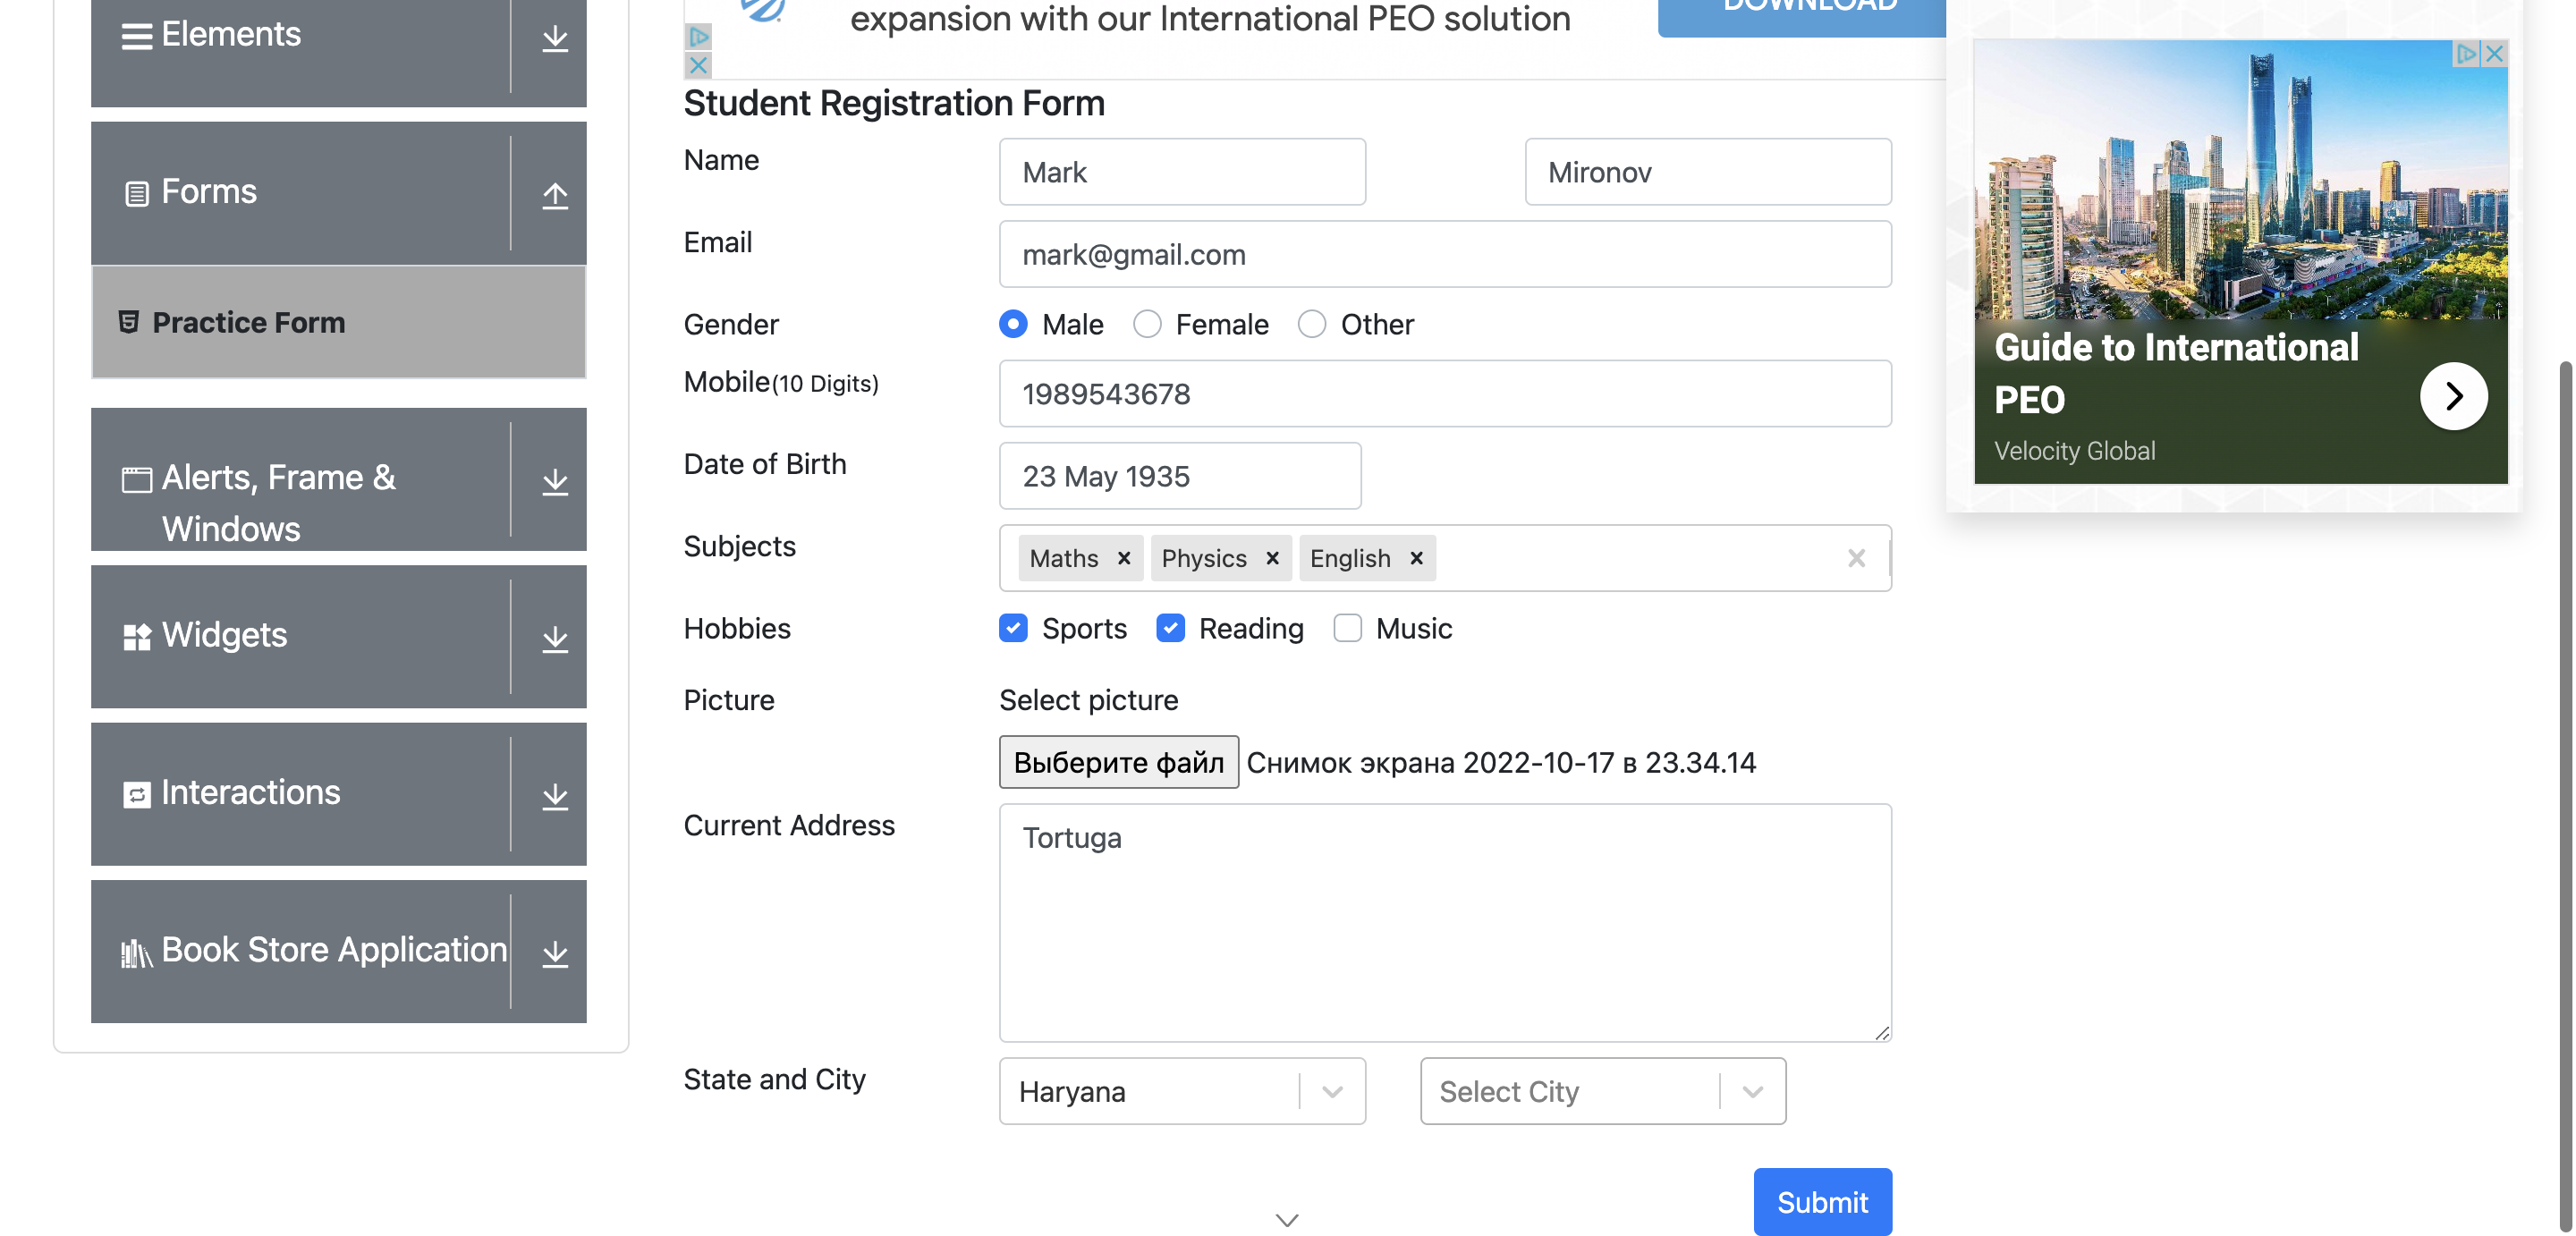 Elements
Forms
Practice Form
Alerts, Frame &
Windows
Widgets
Interactions
Book Store Application
expansion with our International PEO solution
DOWNLOAD
Student Registration Form
Name
Mark
Mironov
Email
mark@gmail.com
Gender
Male
Female
Other
Mobile(10 Digits)
1989543678
Date of Birth
23 May 1935
Subjects
Maths
Physics
English
Hobbies
Sports
Reading
Music
Picture
Select picture
Выберите файл Снимок экрана 2022-10-17 в 23.34.14
Current Address
Tortuga
State and City
Haryana
Select City
Submit
Guide to International
PEO
Velocity Global